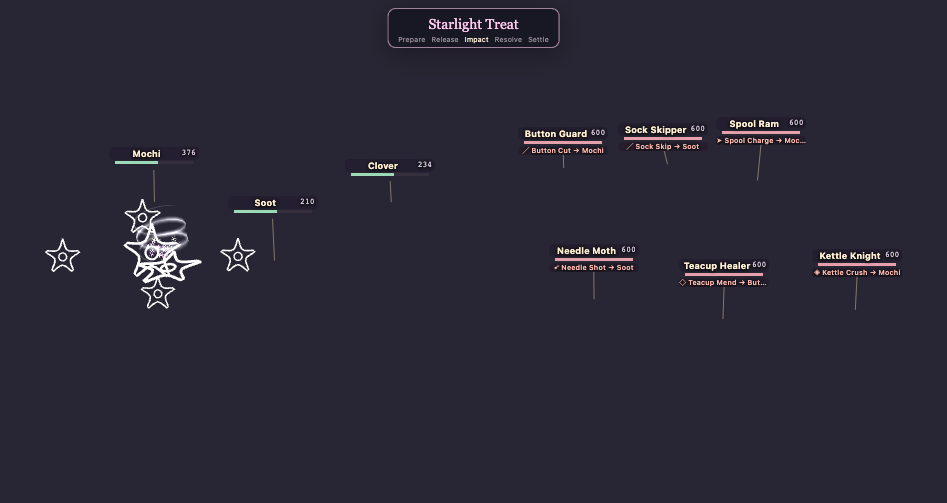 Starlight Treat
Prepare Release Impact Resolve Settle
Mochi 376
Soot 210
Clover 234
Button Guard 600
Button Cut → Mochi
Sock Skipper 600
Sock Skip → Soot
Spool Ram 600
Spool Charge → Moc...
Needle Moth 600
Needle Shot → Soot
Teacup Healer 600
Teacup Mend → But...
Kettle Knight 600
Kettle Crush → Mochi